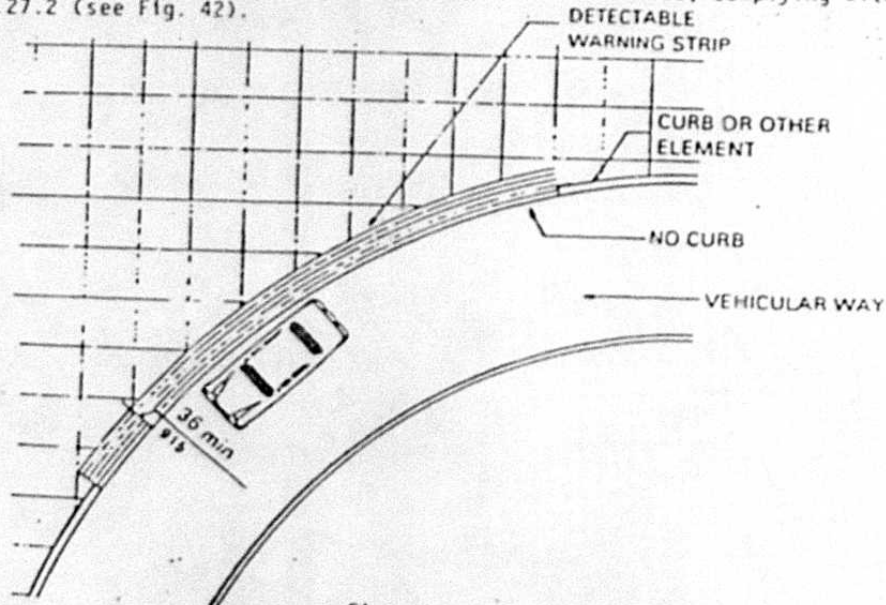 27.2 (see Fig. 42).
DETECTABLE
WARNING STRIP
CURB OR OTHER
ELEMENT
NO CURB
VEHICULAR WAY
36 min
915